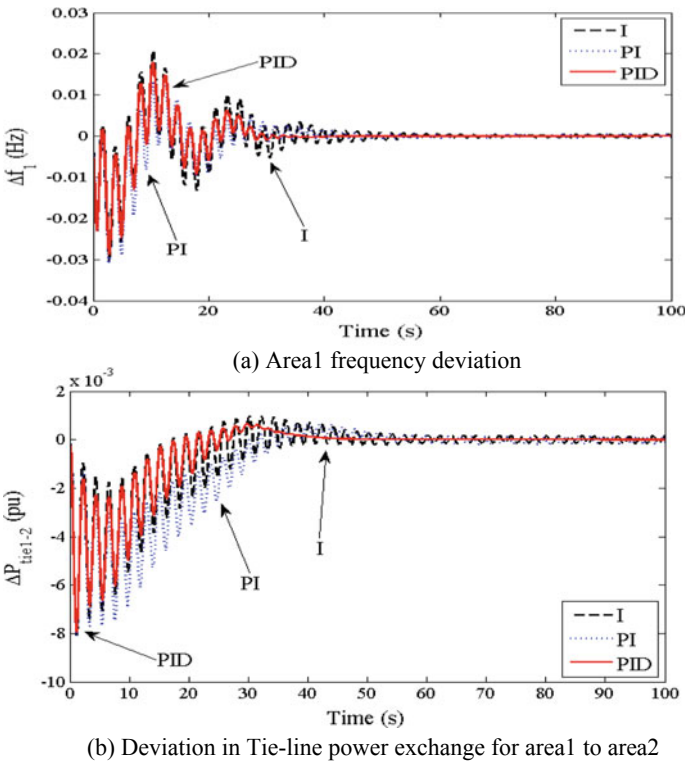 0.03
0.02
0.01
0
-0.01
-0.02
-0.03
-0.04
Δf1 (Hz)
PID
PI
I
I
PI
PID
0 20 40 60 80 100
Time (s)
(a) Area1 frequency deviation
x 10-3
2
0
-2
-4
-6
-8
-10
ΔPtie1-2 (pu)
I
PI
PID
I
PI
PID
0 10 20 30 40 50 60 70 80 90 100
Time (s)
(b) Deviation in Tie-line power exchange for area1 to area2